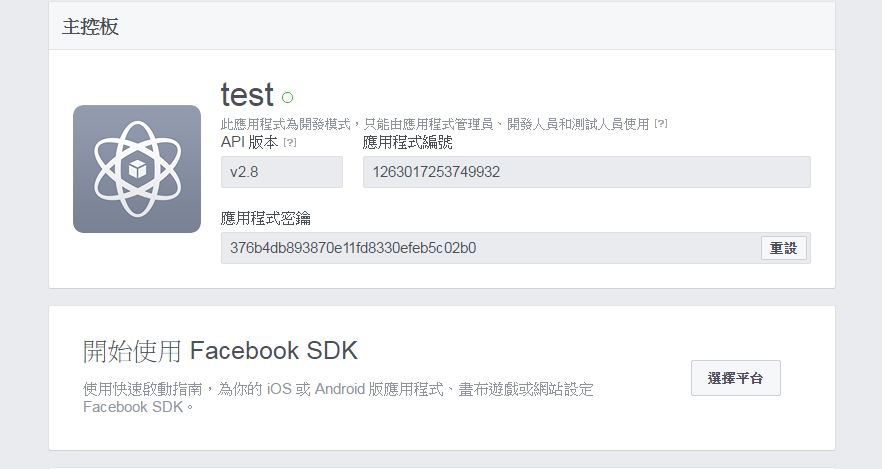 主控板
test
此應用程式為開發模式，只能由應用程式管理員、開發人員和測試人員使用 [?]
API 版本 [?]
應用程式編號
v2.8
1263017253749932
應用程式密鑰
376b4db893870e11fd8330efeb5c02b0
重設
開始使用 Facebook SDK
使用快速啟動指南，為你的 iOS 或 Android 版應用程式、畫布遊戲或網站設定
Facebook SDK。
選擇平台